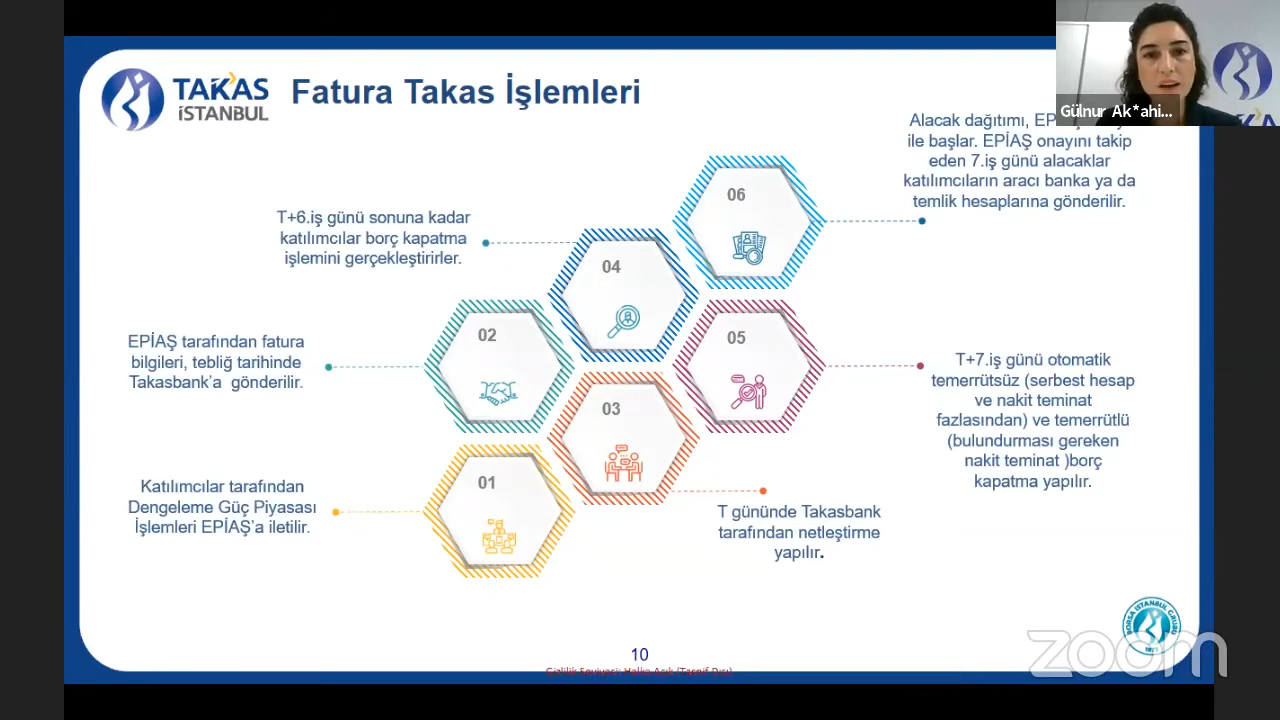 TAKAS
İSTANBUL
Fatura Takas İşlemleri
Gülnur Ak*ahi...
Alacak dağıtımı,
ile başlar. EPİAŞ onayını takip
eden 7.iş günü alacaklar
katılımcıların aracı banka ya da
temlik hesaplarına gönderilir.
06
T+6.iş günü sonuna kadar
katılımcılar borç kapatma
işlemini gerçekleştirirler.
04
02
EPİAŞ tarafından fatura
bilgileri, tebliğ tarihinde
Takasbank’a gönderilir.
05
T+7.iş günü otomatik
temerrütsüz (serbest hesap
ve nakit teminat
fazlasından) ve temerrütlü
(bulundurması gereken
nakit teminat )borç
kapatma yapılır.
03
01
Katılımcılar tarafından
Dengeleme Güç Piyasası
İşlemleri EPİAŞ’a iletilir.
T gününde Takasbank
tarafından netleştirme
yapılır.
BORSA İSTANBUL GRUBU
zoom
10
Gizlilik Seviyesi: Halka Açık (Tasnif Dışı)